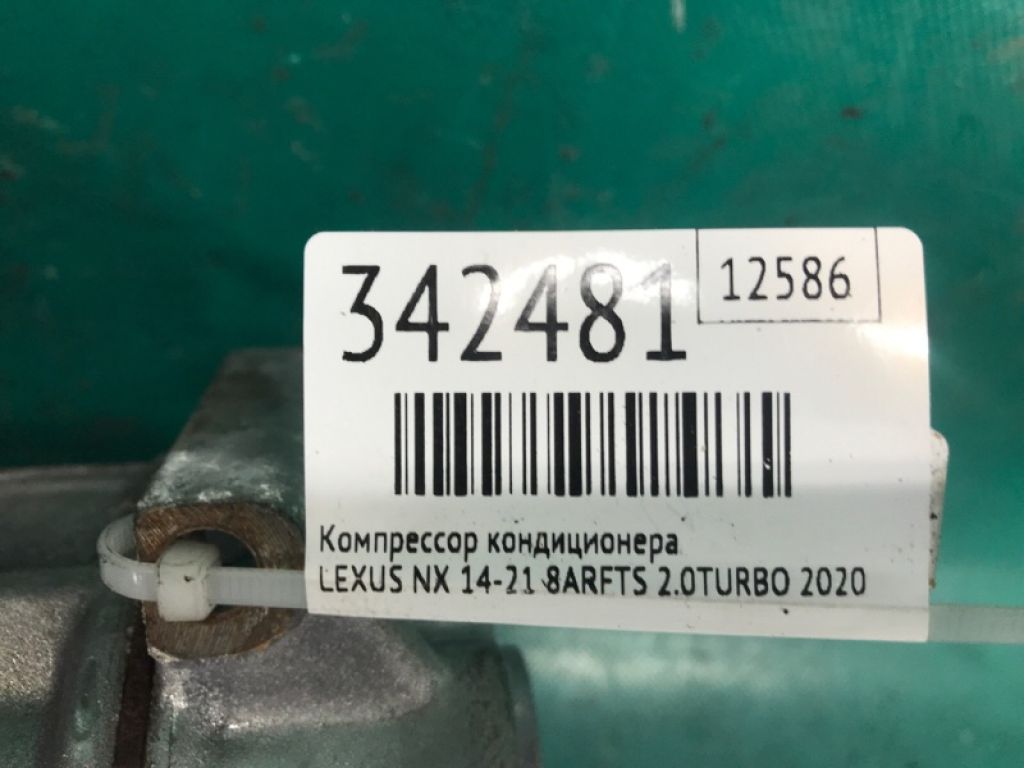 342481
12586
Компрессор кондиционера
LEXUS NX 14-21 8ARFTS 2.0TURBO 2020